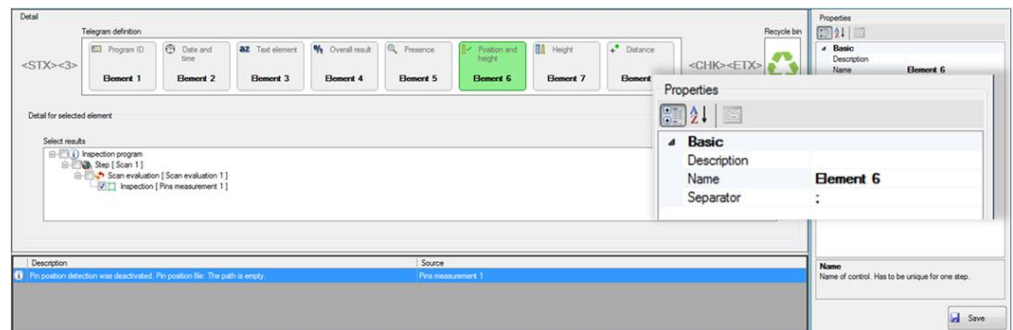 Detail
Telegram definition
Recycle bin
<STX><3>
Program ID
Element 1
Date and time
Element 2
Text element
Element 3
Overall result
Element 4
Presence
Element 5
Position and height
Element 6
Height
Element 7
Distance
Element
<CHK><ETX>
Detail for selected element
Select results
Inspection program
Step [ Scan 1 ]
Scan evaluation [ Scan evaluation 1 ]
Inspection [ Pins measurement 1 ]
Description Source
Pin position detection was deactivated. Pin position file: The path is empty. Pins measurement 1
Properties
Basic
Description
Name Element 6
Properties
Basic
Description
Name Element 6
Separator ;
Name
Name of control. Has to be unique for one step.
Save